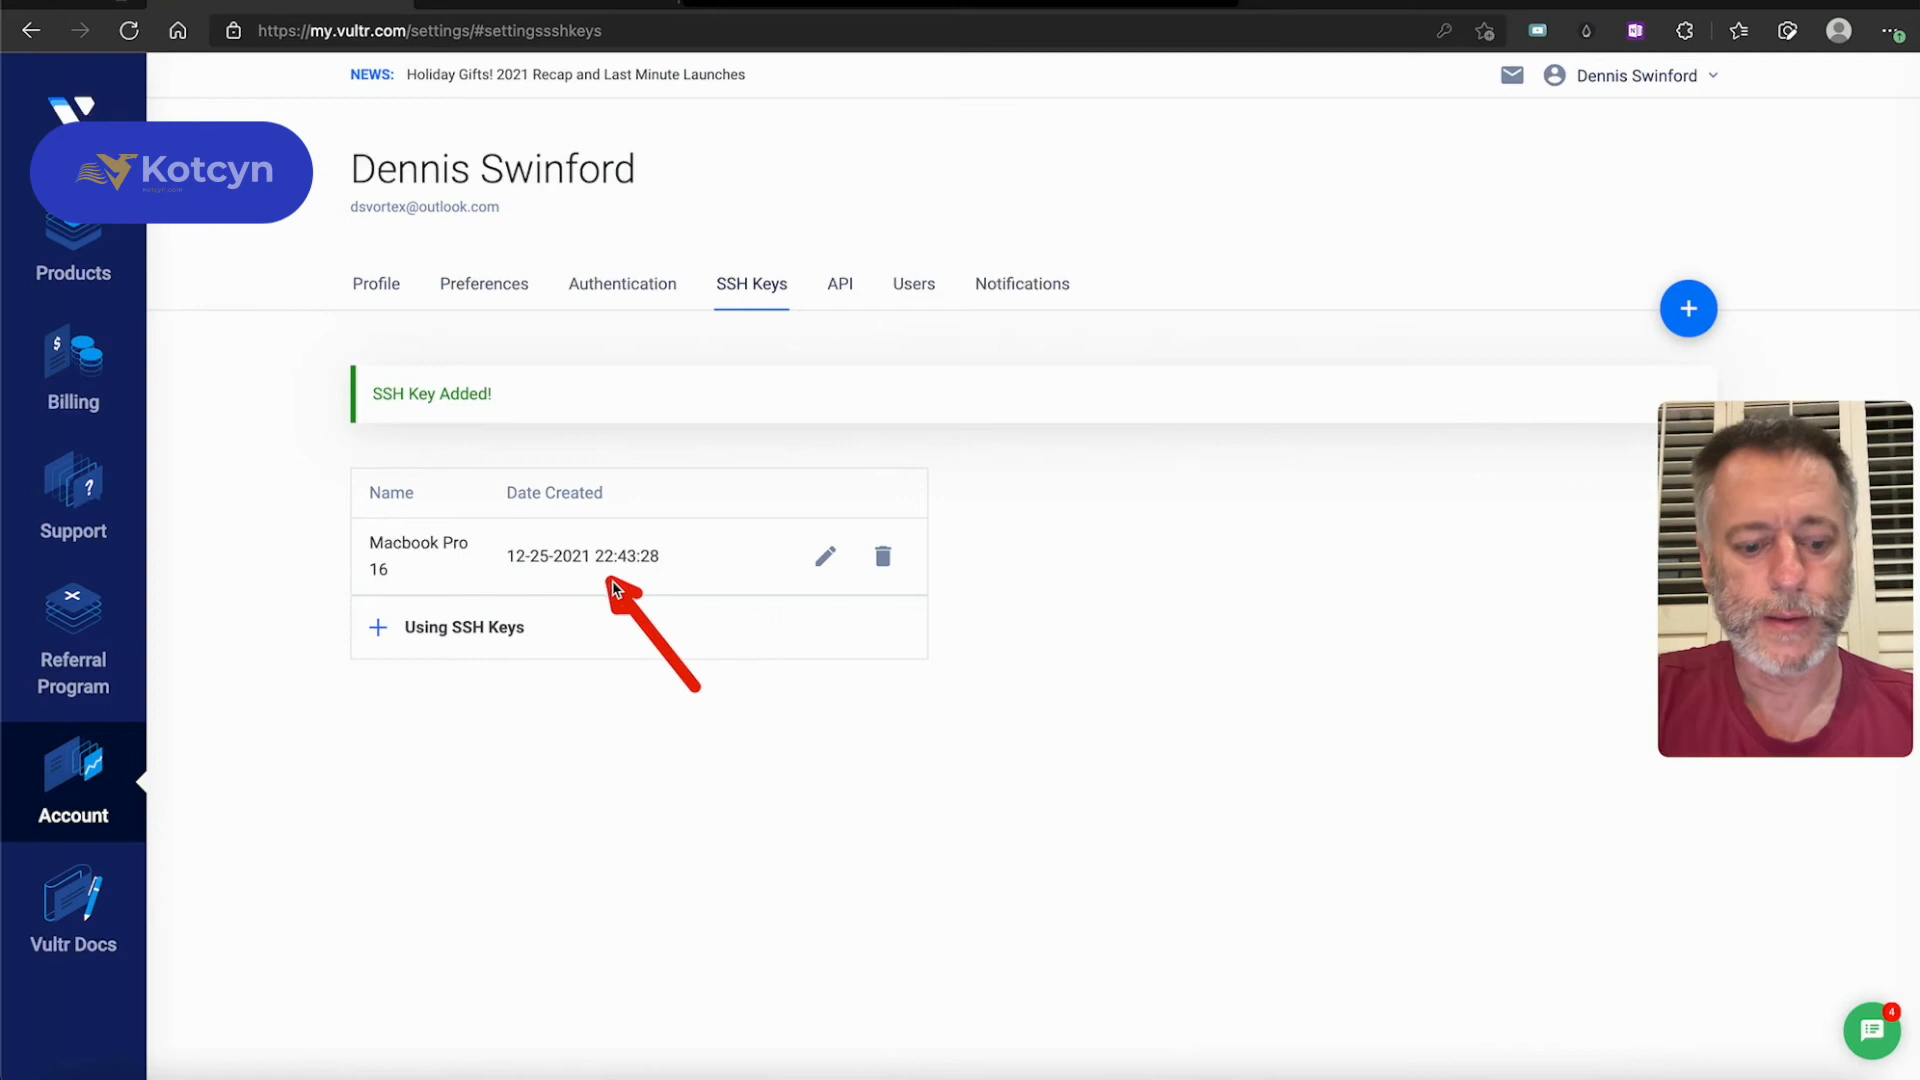 https://my.vultr.com/settings/#settingssshkeys
NEWS: Holiday Gifts! 2021 Recap and Last Minute Launches
Dennis Swinford
Kotcyn
kotcyn.com
Dennis Swinford
dsvortex@outlook.com
Products
Profile
Preferences
Authentication
SSH Keys
API
Users
Notifications
SSH Key Added!
$
Billing
Name
Date Created
Macbook Pro
16
12-25-2021 22:43:28
?
Support
Using SSH Keys
Referral
Program
Account
Vultr Docs
4